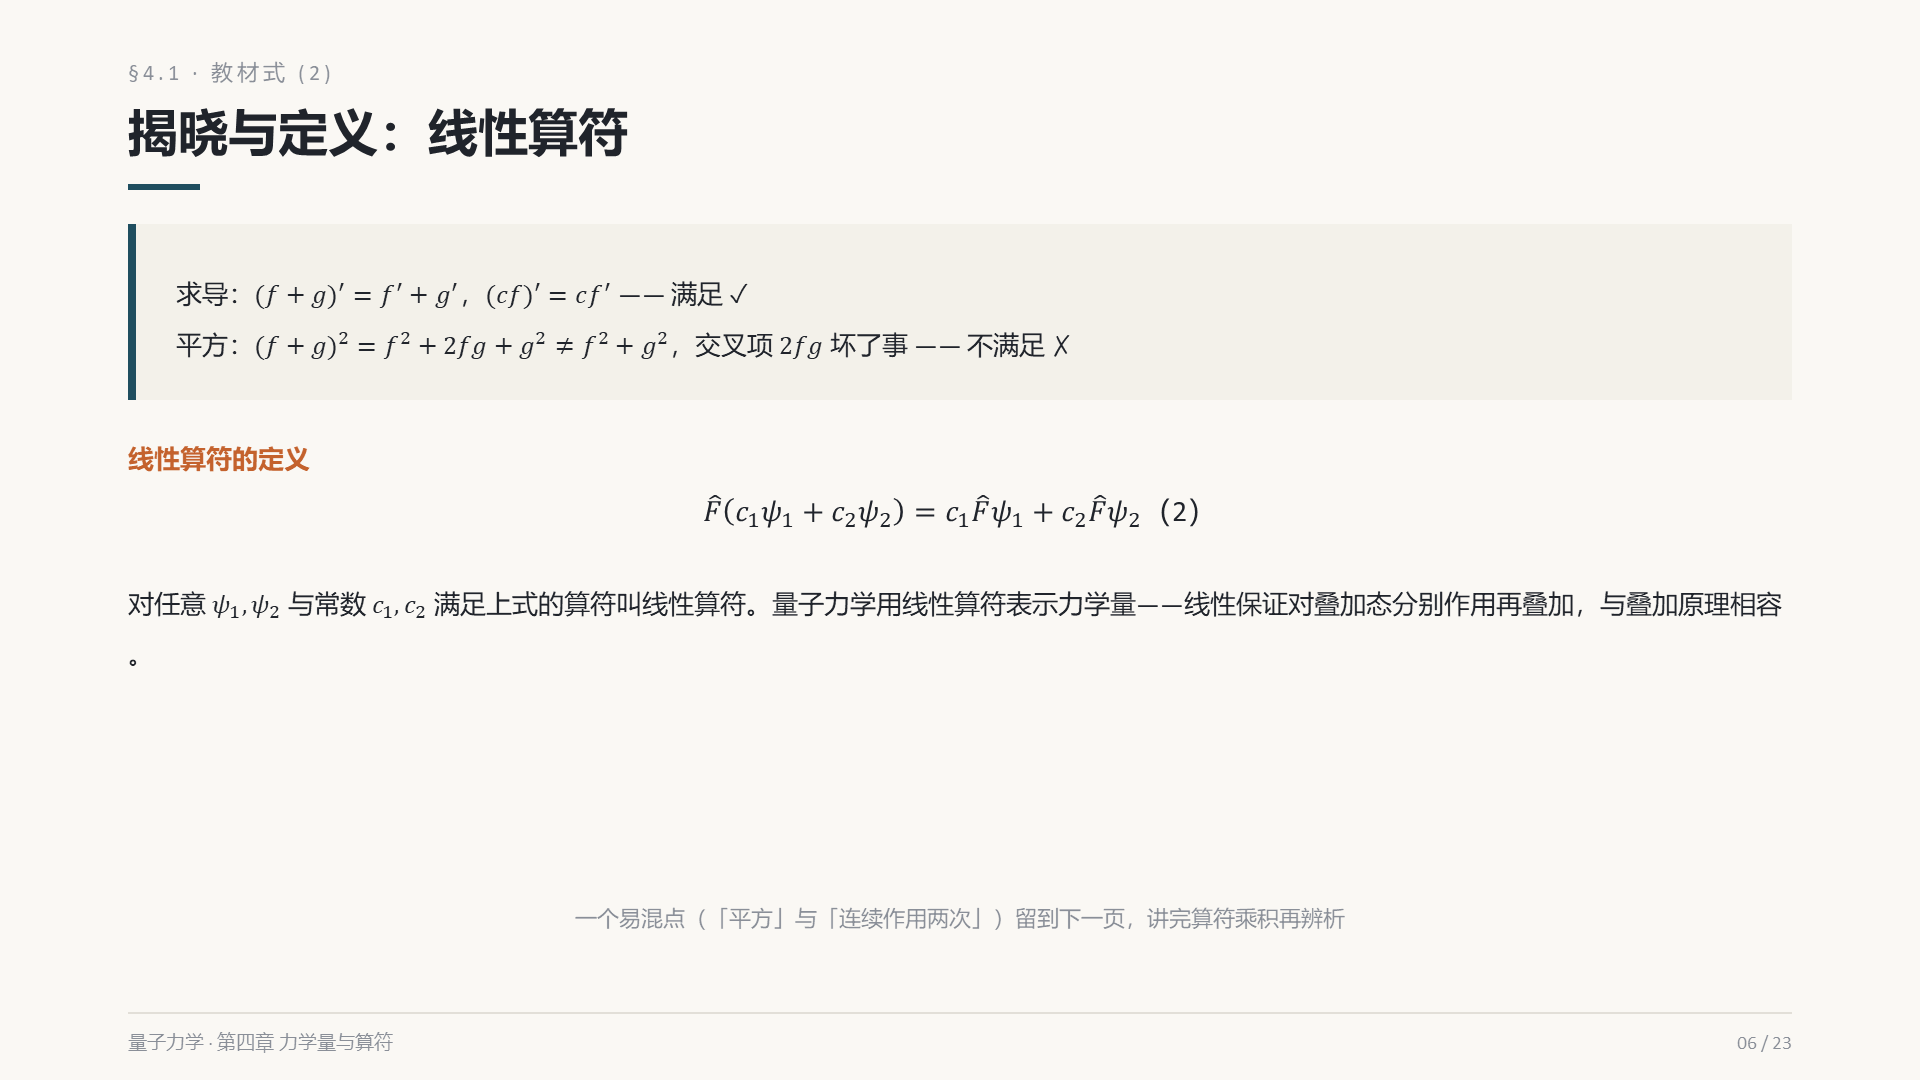 §4.1 · 教材式 (2)
揭晓与定义：线性算符
求导：(f + g)′ = f′ + g′，(cf)′ = cf′ —— 满足 ✓
平方：(f + g)² = f² + 2fg + g² ≠ f² + g²，交叉项 2fg 坏了事 —— 不满足 ✗
线性算符的定义
F̂(c₁ψ₁ + c₂ψ₂) = c₁F̂ψ₁ + c₂F̂ψ₂（2）
对任意 ψ₁, ψ₂ 与常数 c₁, c₂ 满足上式的算符叫线性算符。量子力学用线性算符表示力学量——线性保证对叠加态分别作用再叠加，与叠加原理相容
。
一个易混点（「平方」与「连续作用两次」）留到下一页，讲完算符乘积再辨析
量子力学 · 第四章 力学量与算符
06 / 23